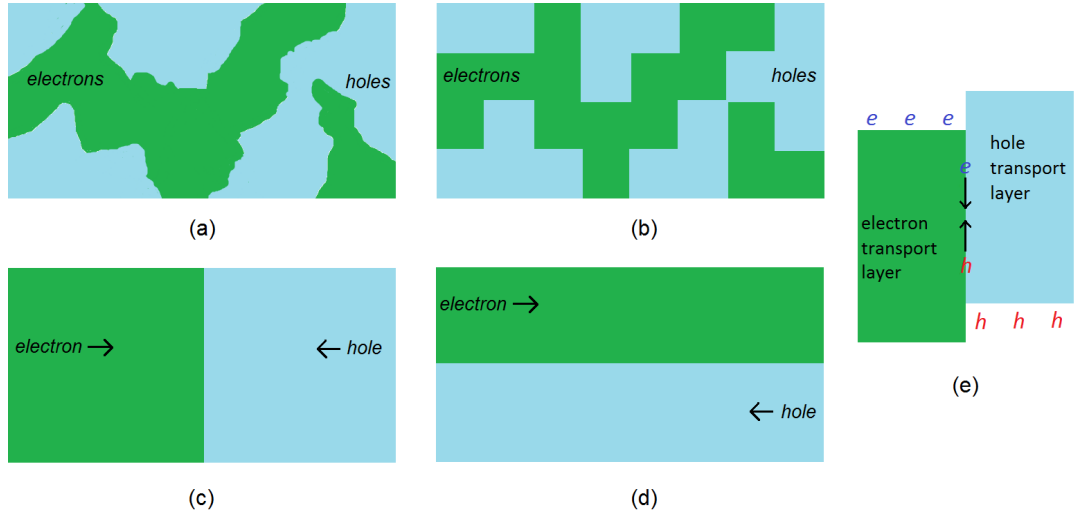 electrons
holes
(a)
electrons
holes
(b)
electron
hole
(c)
electron
hole
(d)
e e e
hole
transport
layer
e
electron
transport
layer
h
h h h
(e)